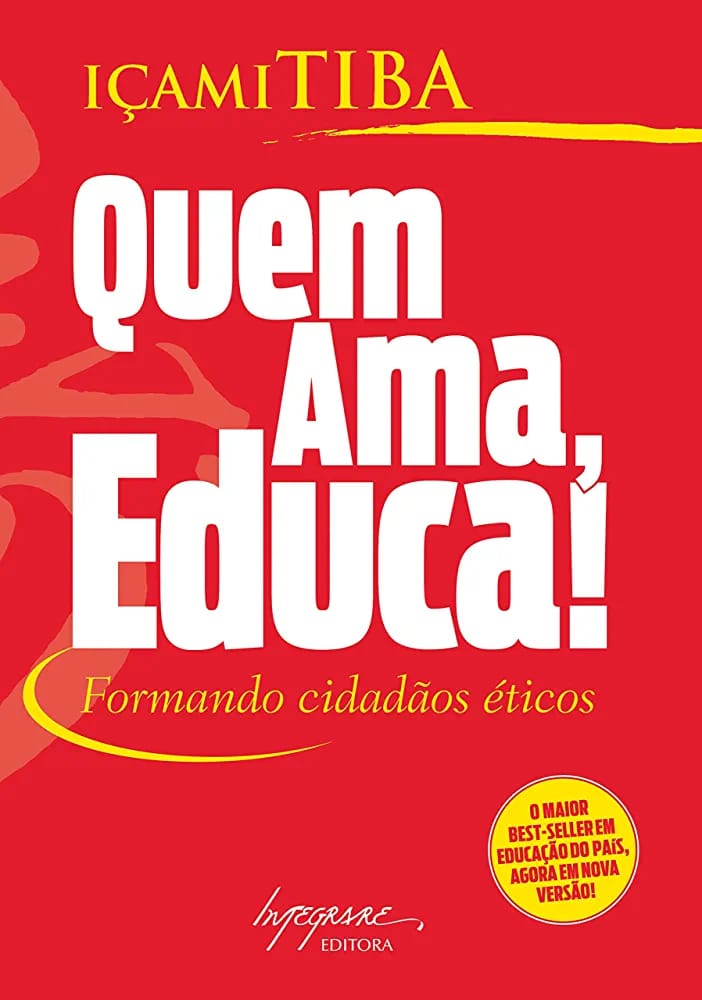 IÇAMI TIBA
Quem
Ama,
Educa!
Formando cidadãos éticos
O MAIOR
BEST-SELLER EM
EDUCAÇÃO DO PAÍS,
AGORA EM NOVA
VERSÃO!
INTEGRARE
EDITORA